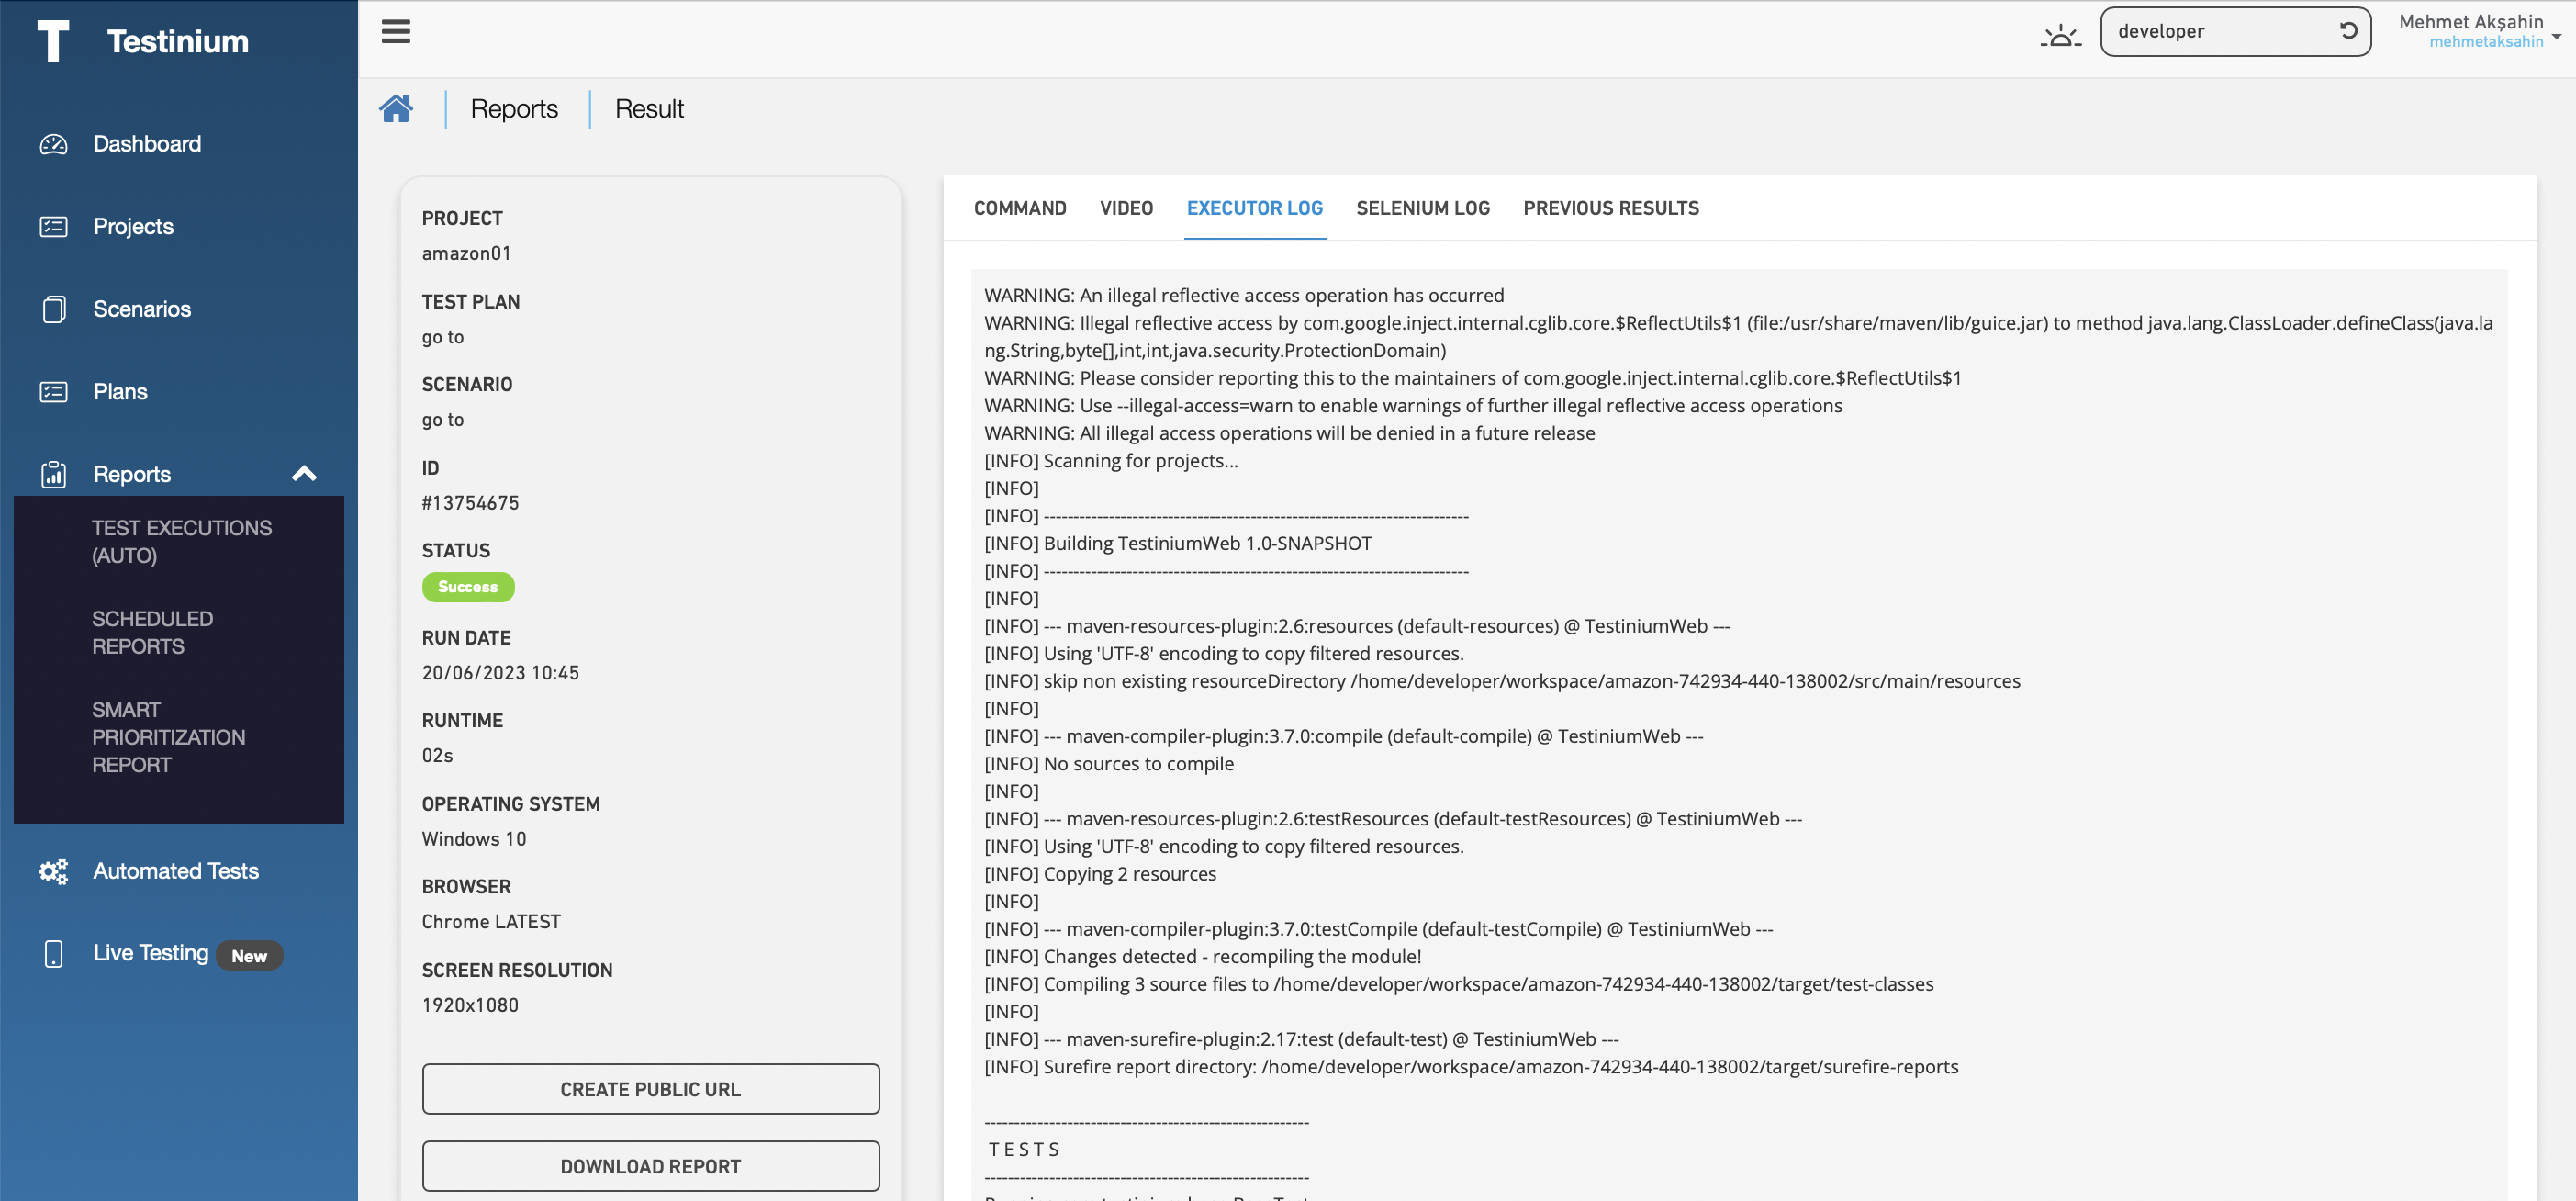 T Testinium
developer
Mehmet Akşahin
mehmetaksahin
Dashboard
Projects
Scenarios
Plans
Reports
TEST EXECUTIONS
(AUTO)
SCHEDULED
REPORTS
SMART
PRIORITIZATION
REPORT
Automated Tests
Live Testing New
Reports Result
PROJECT
amazon01
TEST PLAN
go to
SCENARIO
go to
ID
#13754675
STATUS
Success
RUN DATE
20/06/2023 10:45
RUNTIME
02s
OPERATING SYSTEM
Windows 10
BROWSER
Chrome LATEST
SCREEN RESOLUTION
1920x1080
CREATE PUBLIC URL
DOWNLOAD REPORT
COMMAND VIDEO EXECUTOR LOG SELENIUM LOG PREVIOUS RESULTS
WARNING: An illegal reflective access operation has occurred
WARNING: Illegal reflective access by com.google.inject.internal.cglib.core.$ReflectUtils$1 (file:/usr/share/maven/lib/guice.jar) to method java.lang.ClassLoader.defineClass(java.la
ng.String,byte[],int,int,java.security.ProtectionDomain)
WARNING: Please consider reporting this to the maintainers of com.google.inject.internal.cglib.core.$ReflectUtils$1
WARNING: Use --illegal-access=warn to enable warnings of further illegal reflective access operations
WARNING: All illegal access operations will be denied in a future release
[INFO] Scanning for projects...
[INFO]
[INFO] ------------------------------------------------------------------------
[INFO] Building TestiniumWeb 1.0-SNAPSHOT
[INFO] ------------------------------------------------------------------------
[INFO]
[INFO] --- maven-resources-plugin:2.6:resources (default-resources) @ TestiniumWeb ---
[INFO] Using 'UTF-8' encoding to copy filtered resources.
[INFO] skip non existing resourceDirectory /home/developer/workspace/amazon-742934-440-138002/src/main/resources
[INFO]
[INFO] --- maven-compiler-plugin:3.7.0:compile (default-compile) @ TestiniumWeb ---
[INFO] No sources to compile
[INFO]
[INFO] --- maven-resources-plugin:2.6:testResources (default-testResources) @ TestiniumWeb ---
[INFO] Using 'UTF-8' encoding to copy filtered resources.
[INFO] Copying 2 resources
[INFO]
[INFO] --- maven-compiler-plugin:3.7.0:testCompile (default-testCompile) @ TestiniumWeb ---
[INFO] Changes detected - recompiling the module!
[INFO] Compiling 3 source files to /home/developer/workspace/amazon-742934-440-138002/target/test-classes
[INFO]
[INFO] --- maven-surefire-plugin:2.17:test (default-test) @ TestiniumWeb ---
[INFO] Surefire report directory: /home/developer/workspace/amazon-742934-440-138002/target/surefire-reports
-------------------------------------------------------
T E S T S
-------------------------------------------------------